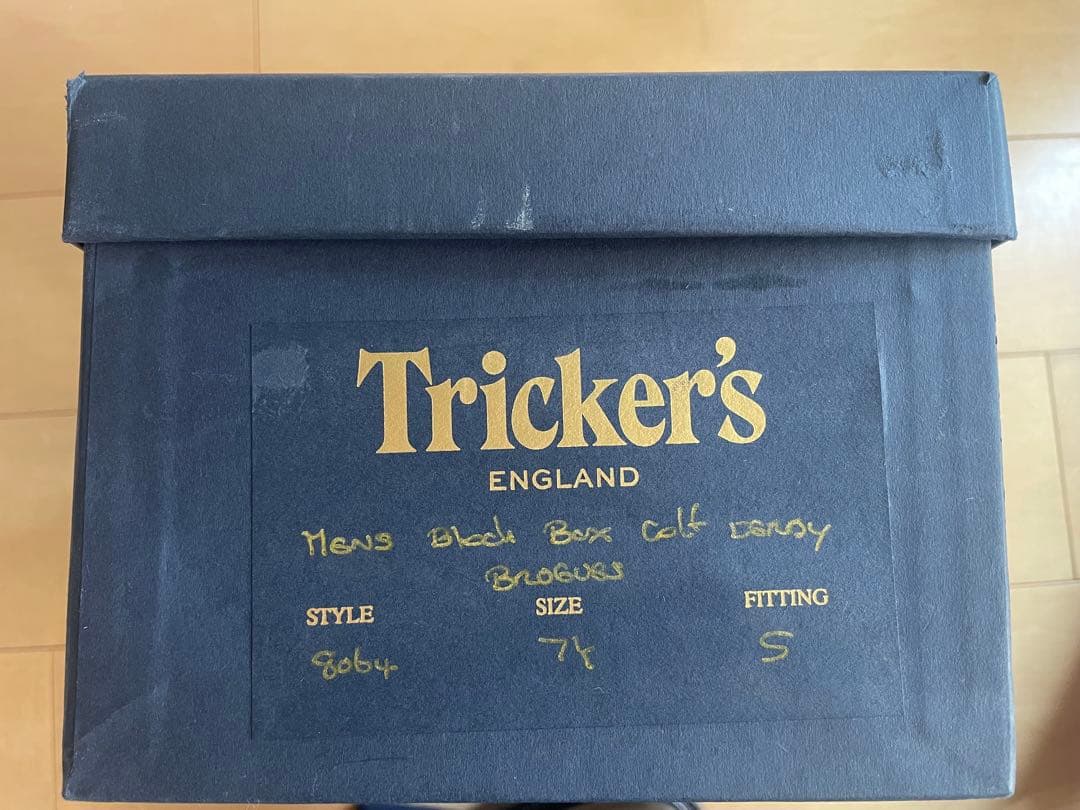 Tricker's
ENGLAND
MENS Black Box Calf DERBY
BROGUES
STYLE SIZE FITTING
8064 7½ 5